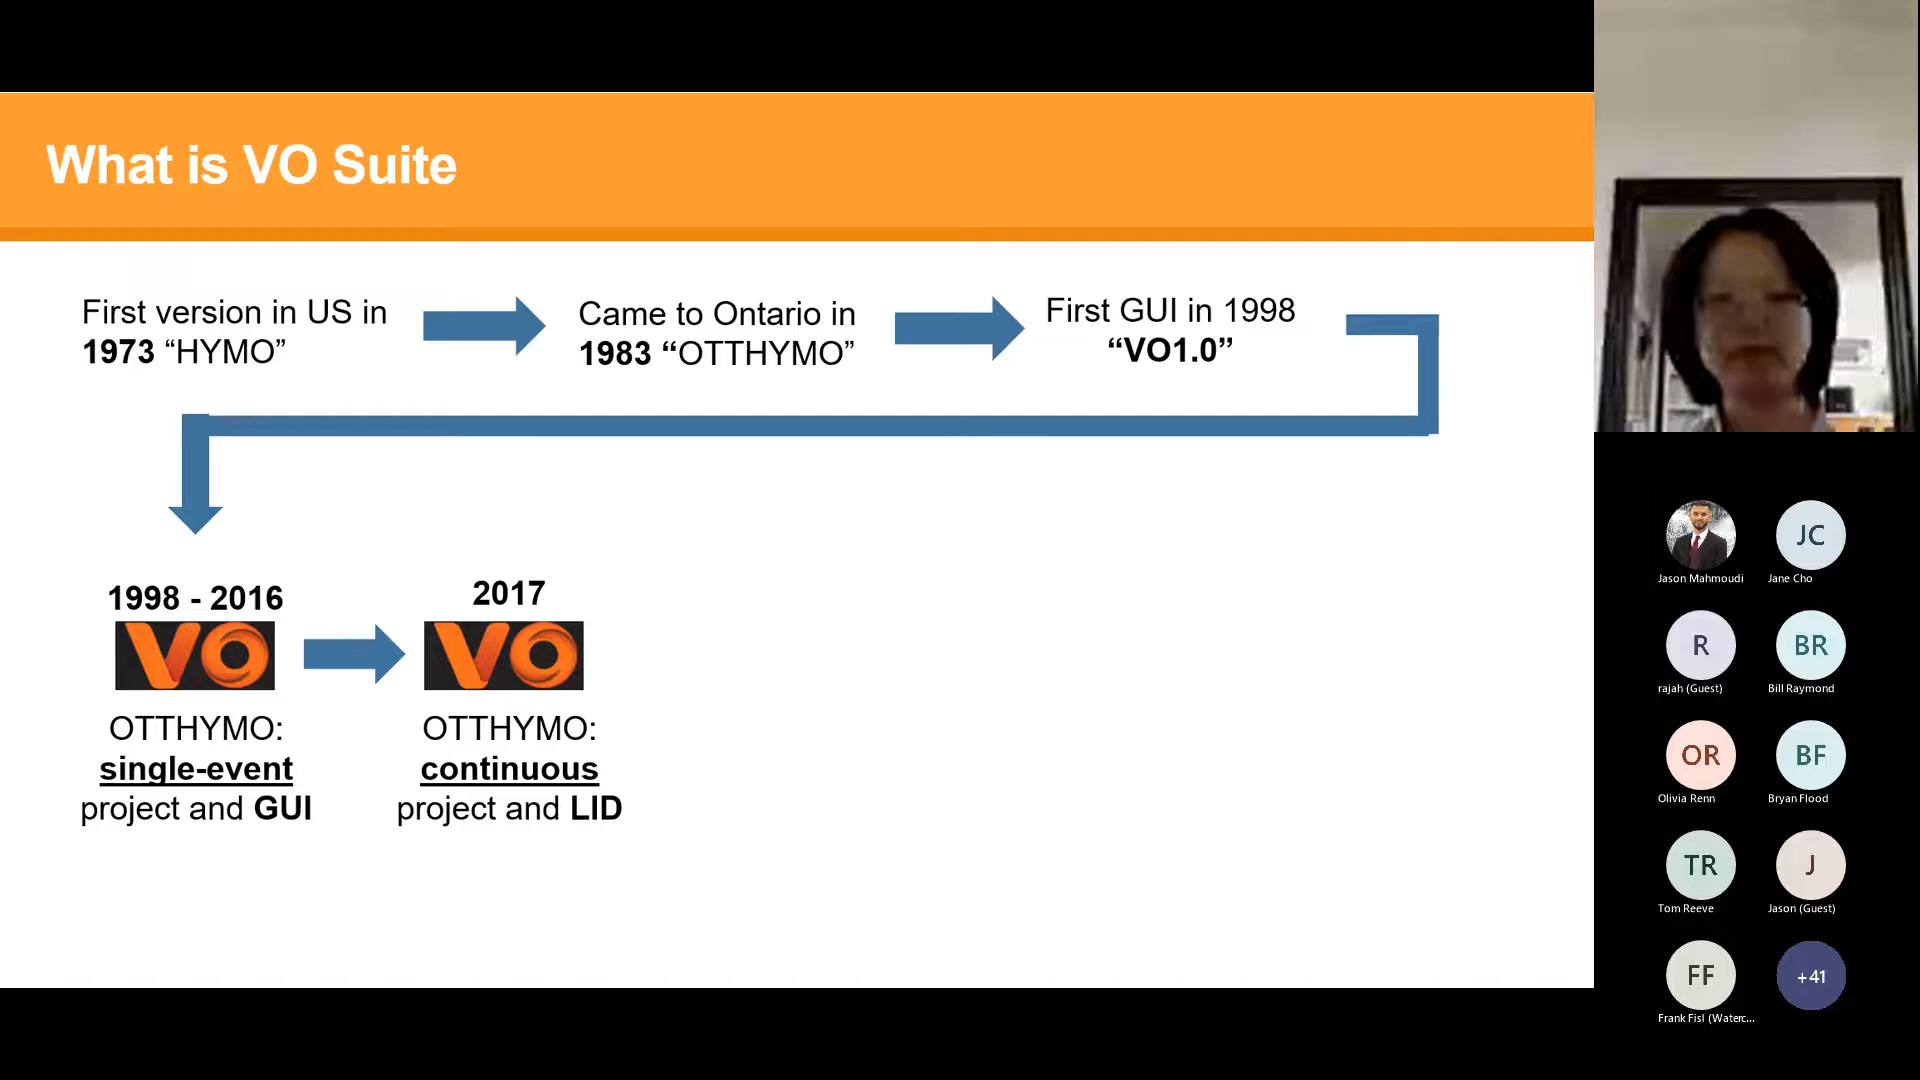 What is VO Suite
First version in US in
1973 “HYMO”
Came to Ontario in
1983 “OTTHYMO”
First GUI in 1998
“VO1.0”
1998 - 2016
VO
OTTHYMO:
single-event
project and GUI
2017
VO
OTTHYMO:
continuous
project and LID
Jason Mahmoudi
JC
Jane Cho
R
rajah (Guest)
BR
Bill Raymond
OR
Olivia Renn
BF
Bryan Flood
TR
Tom Reeve
J
Jason (Guest)
FF
Frank Fisl (Waterc...
+41